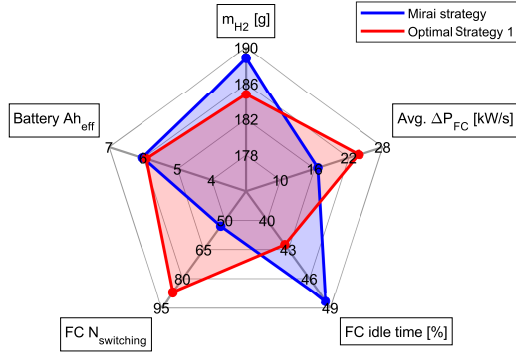 m_H2 [g]
Mirai strategy
Optimal Strategy 1
190
186
182
178
Battery Ah_eff
Avg. ΔP_FC [kW/s]
7
6
5
4
10
16
22
28
50
40
65
43
80
46
95
49
FC N_switching
FC idle time [%]